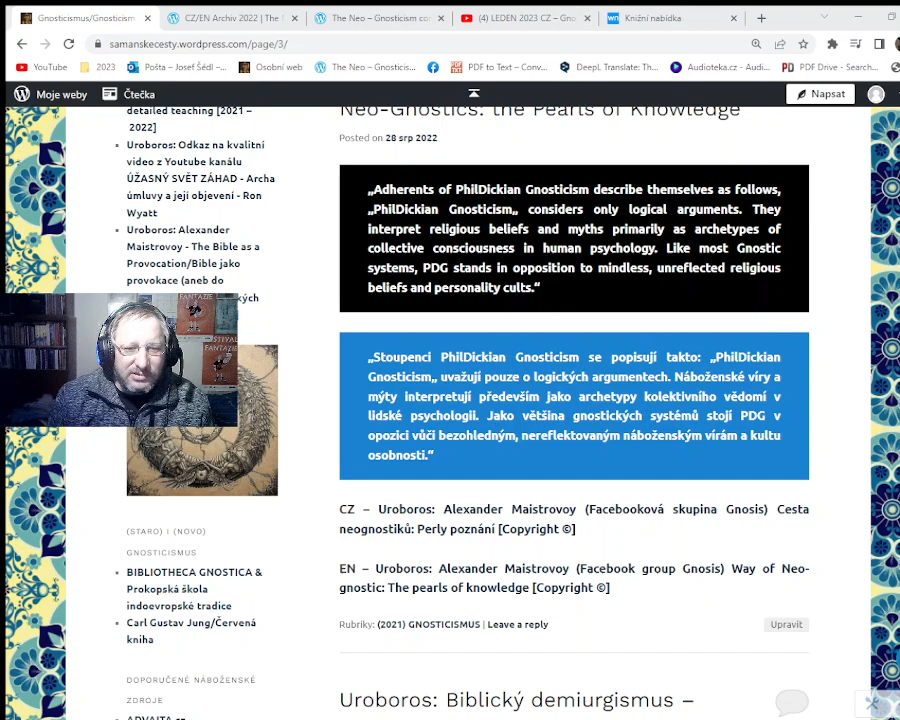 Gnosticismus/Gnosticism
CZ/EN Archiv 2022 | The
The Neo – Gnosticism co
(4) LEDEN 2023 CZ – Gno
Knižní nabídka
samanskecesty.wordpress.com/page/3/
YouTube
2023
Pošta – Josef Šédl –...
Osobní web
The Neo – Gnosticis...
PDF to Text – Conv...
DeepL Translate: Th...
Audioteka.cz - Audi...
PDF Drive - Search...
Moje weby
Čtečka
Napsat
detailed teaching [2021 –
2022]
Uroboros: Odkaz na kvalitní
video z Youtube kanálu
ÚŽASNÝ SVĚT ZÁHAD - Archa
úmluvy a její objevení - Ron
Wyatt
Uroboros: Alexander
Maistrovoy - The Bible as a
Provocation/Bible jako
provokace (aneb do
FANTAZIE
FESTIVAL
FANTAZIE
(STARO) I (NOVO)
GNOSTICISMUS
BIBLIOTHECA GNOSTICA &
Prokopská škola
indoevropské tradice
Carl Gustav Jung/Červená
kniha
DOPORUČENÉ NÁBOŽENSKÉ
ZDROJE
ADVAITA.cz
Neo-Gnostics: the Pearls of Knowledge
Posted on 28 srp 2022
„Adherents of PhilDickian Gnosticism describe themselves as follows,
„PhilDickian Gnosticism„ considers only logical arguments. They
interpret religious beliefs and myths primarily as archetypes of
collective consciousness in human psychology. Like most Gnostic
systems, PDG stands in opposition to mindless, unreflected religious
beliefs and personality cults.“
„Stoupenci PhilDickian Gnosticism se popisují takto: „PhilDickian
Gnosticism„ uvažují pouze o logických argumentech. Náboženské víry a
mýty interpretují především jako archetypy kolektivního vědomí v
lidské psychologii. Jako většina gnostických systémů stojí PDG v
opozici vůči bezohledným, nereflektovaným náboženským vírám a kultu
osobnosti.“
CZ – Uroboros: Alexander Maistrovoy (Facebooková skupina Gnosis) Cesta
neognostiků: Perly poznání [Copyright ©]
EN – Uroboros: Alexander Maistrovoy (Facebook group Gnosis) Way of Neo-
gnostic: The pearls of knowledge [Copyright ©]
Rubriky: (2021) GNOSTICISMUS | Leave a reply
Upravit
Uroboros: Biblický demiurgismus –